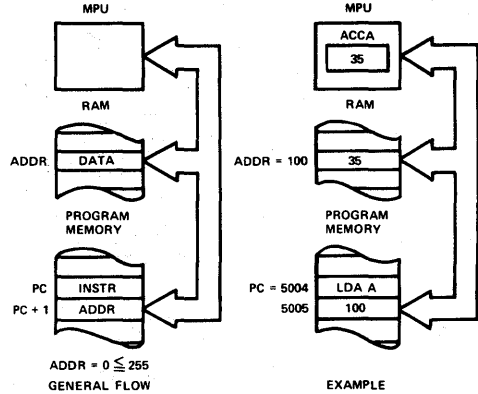 MPU
RAM
ADDR
DATA
PROGRAM
MEMORY
PC
INSTR
PC + 1
ADDR
ADDR = 0 ≦ 255
GENERAL FLOW
MPU
ACCA
35
RAM
ADDR = 100
35
PROGRAM
MEMORY
PC = 5004
LDA A
5005
100
EXAMPLE